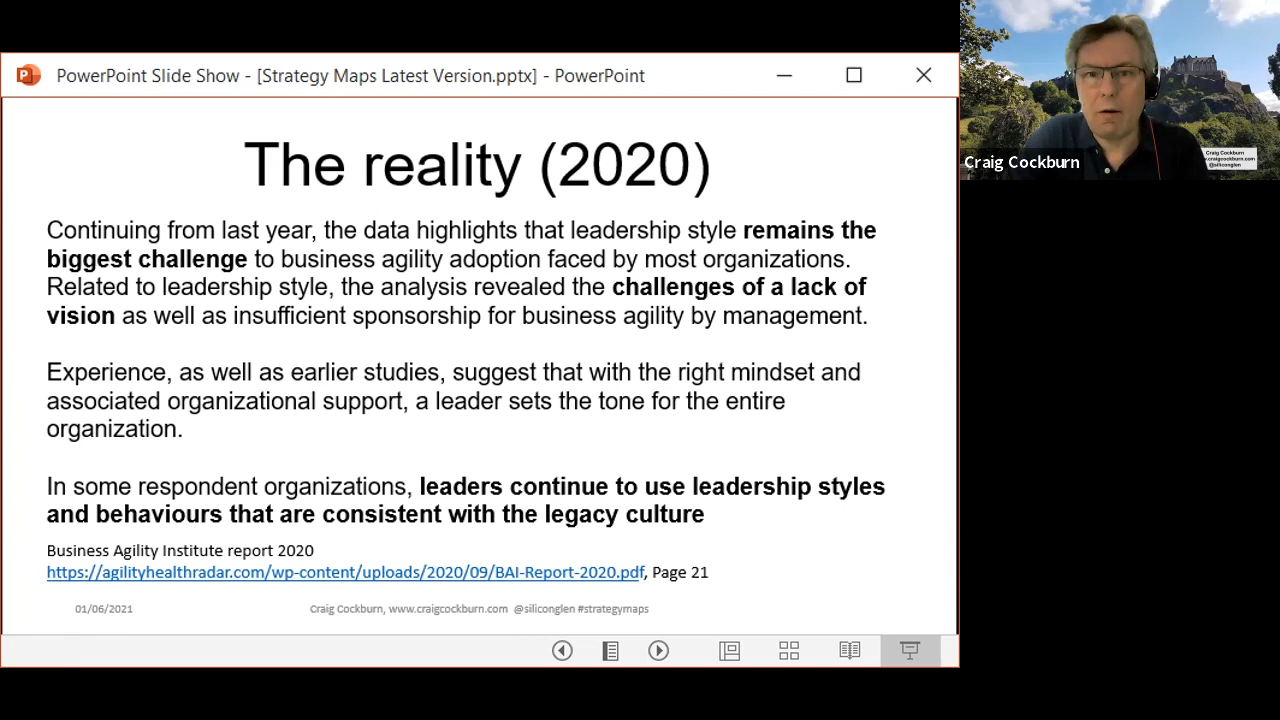 PowerPoint Slide Show - [Strategy Maps Latest Version.pptx] - PowerPoint
The reality (2020)
Continuing from last year, the data highlights that leadership style remains the
biggest challenge to business agility adoption faced by most organizations.
Related to leadership style, the analysis revealed the challenges of a lack of
vision as well as insufficient sponsorship for business agility by management.
Experience, as well as earlier studies, suggest that with the right mindset and
associated organizational support, a leader sets the tone for the entire
organization.
In some respondent organizations, leaders continue to use leadership styles
and behaviours that are consistent with the legacy culture
Business Agility Institute report 2020
https://agilityhealthradar.com/wp-content/uploads/2020/09/BAI-Report-2020.pdf, Page 21
01/06/2021
Craig Cockburn, www.craigcockburn.com @siliconglen #strategymaps
Craig Cockburn
Craig Cockburn
.craigcockburn.com
@siliconglen